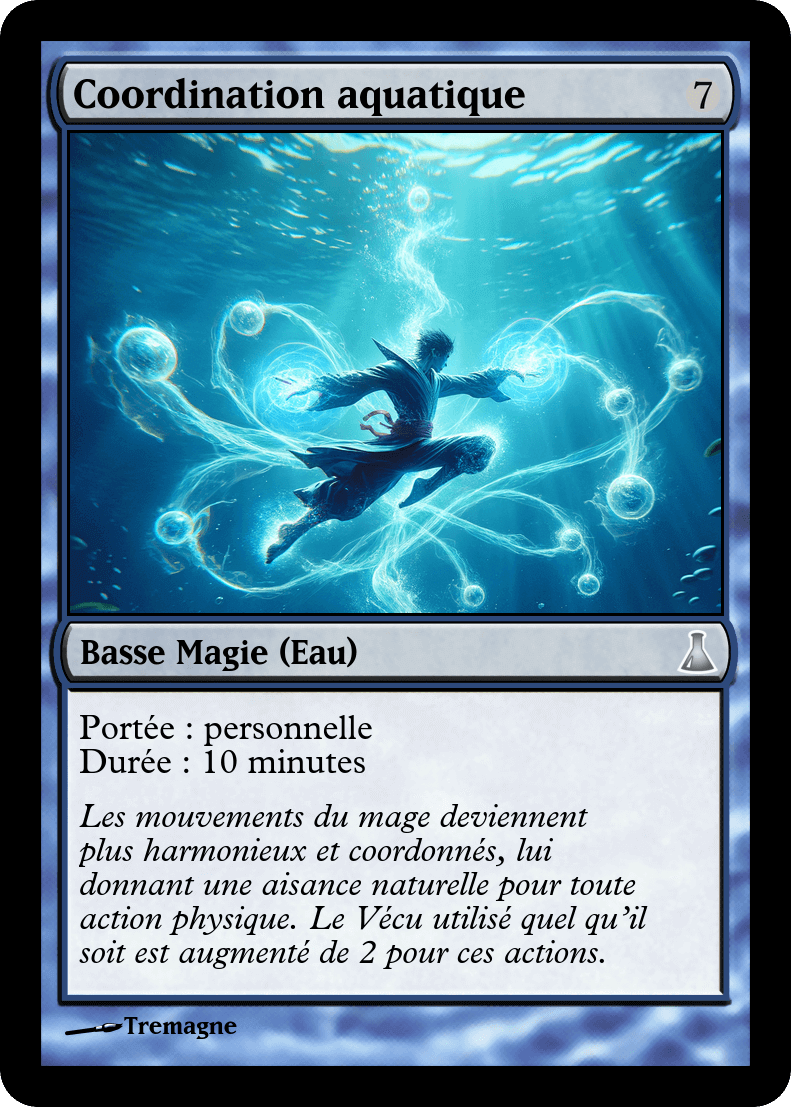 Coordination aquatique 7
Basse Magie (Eau)
Portée : personnelle
Durée : 10 minutes
Les mouvements du mage deviennent
plus harmonieux et coordonnés, lui
donnant une aisance naturelle pour toute
action physique. Le Vécu utilisé quel qu'il
soit est augmenté de 2 pour ces actions.
Tremagne